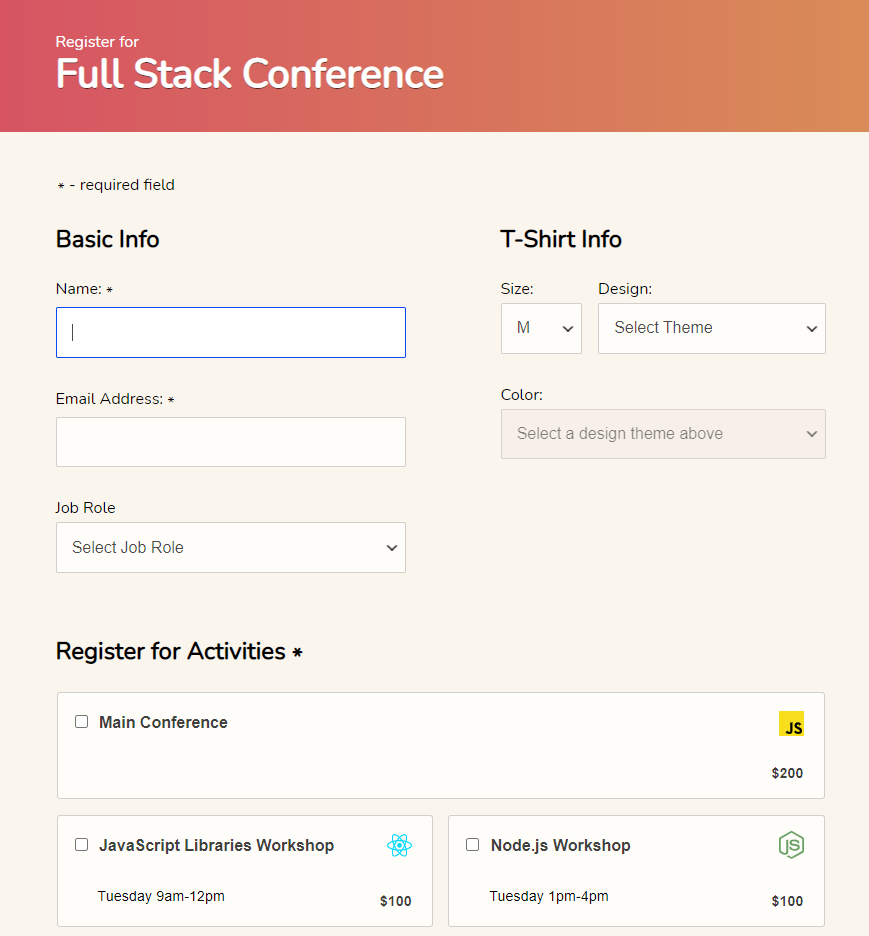 Register for
Full Stack Conference
* - required field
Basic Info
Name: *
Email Address: *
Job Role
Select Job Role
T-Shirt Info
Size:
M
Design:
Select Theme
Color:
Select a design theme above
Register for Activities *
Main Conference
JS
$200
JavaScript Libraries Workshop
Tuesday 9am-12pm
$100
Node.js Workshop
JS
Tuesday 1pm-4pm
$100